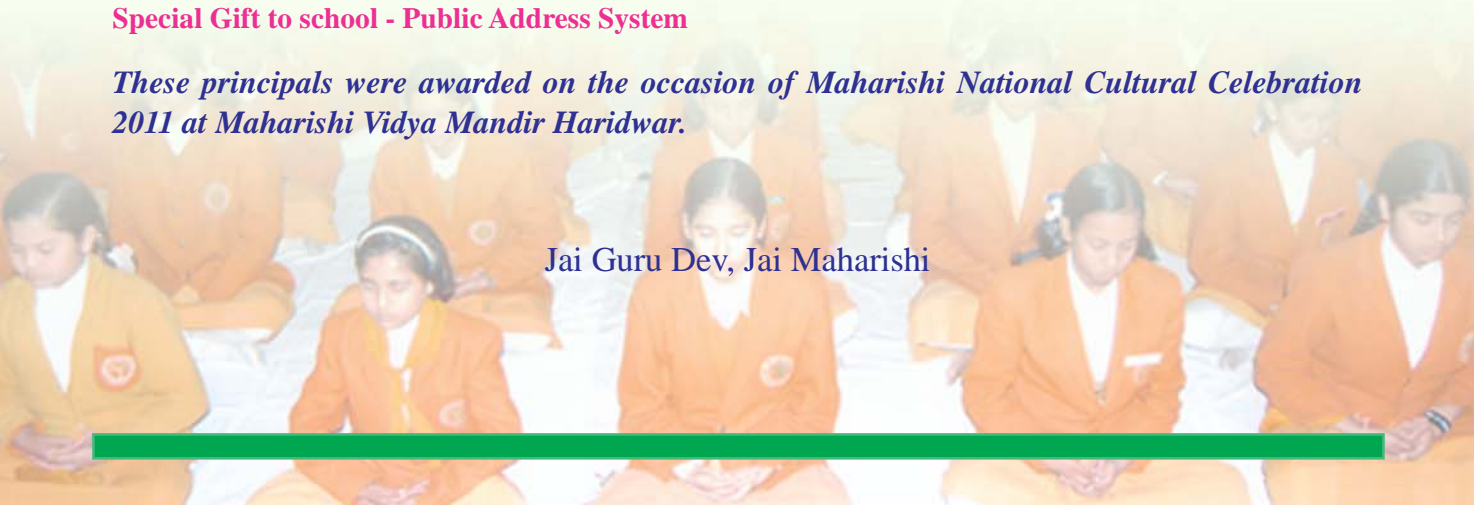 Special Gift to school - Public Address System
These principals were awarded on the occasion of Maharishi National Cultural Celebration
2011 at Maharishi Vidya Mandir Haridwar.
Jai Guru Dev, Jai Maharishi